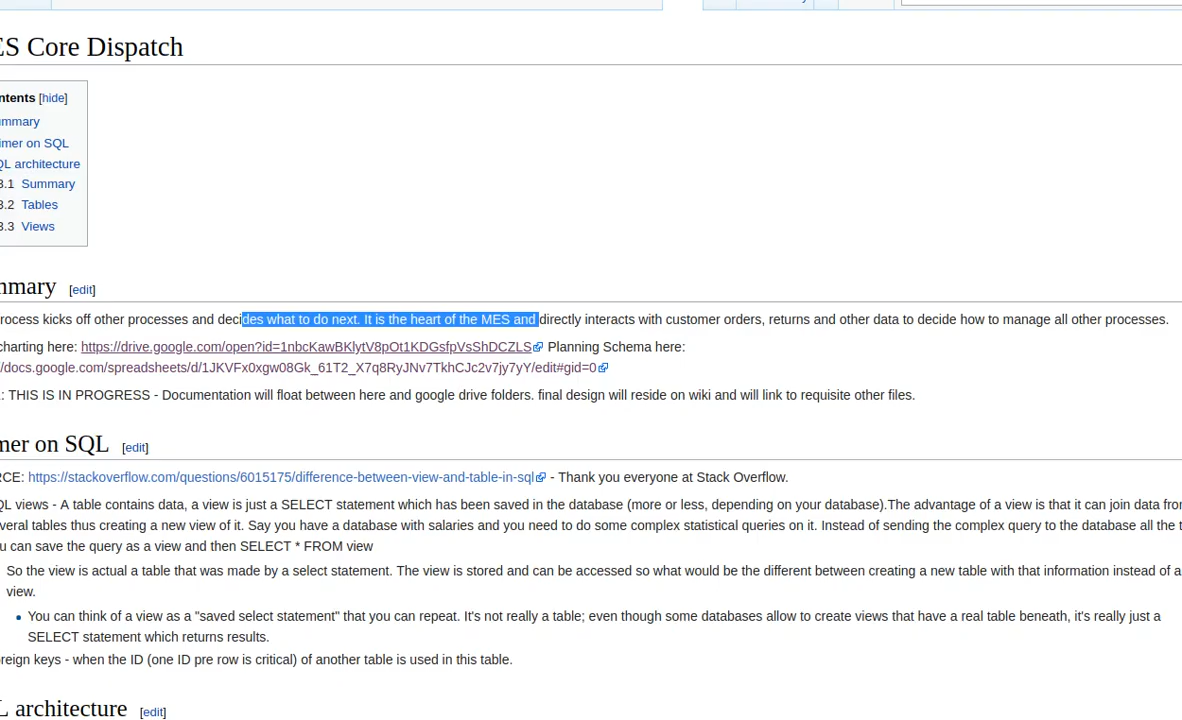 ES Core Dispatch
ntents [hide]
mmary
imer on SQL
QL architecture
3.1 Summary
3.2 Tables
3.3 Views
mmary [edit]
rocess kicks off other processes and decides what to do next. It is the heart of the MES and directly interacts with customer orders, returns and other data to decide how to manage all other processes.
charting here: https://drive.google.com/open?id=1nbcKawBKlytV8pOt1KDGsfpVsShDCZLS Planning Schema here:
//docs.google.com/spreadsheets/d/1JKVFx0xgw08Gk_61T2_X7q8RyJNv7TkhCJc2v7jy7yY/edit#gid=0
: THIS IS IN PROGRESS - Documentation will float between here and google drive folders. final design will reside on wiki and will link to requisite other files.
mer on SQL [edit]
RCE: https://stackoverflow.com/questions/6015175/difference-between-view-and-table-in-sql - Thank you everyone at Stack Overflow.
QL views - A table contains data, a view is just a SELECT statement which has been saved in the database (more or less, depending on your database).The advantage of a view is that it can join data from
veral tables thus creating a new view of it. Say you have a database with salaries and you need to do some complex statistical queries on it. Instead of sending the complex query to the database all the t
u can save the query as a view and then SELECT * FROM view
So the view is actual a table that was made by a select statement. The view is stored and can be accessed so what would be the different between creating a new table with that information instead of a
view.
You can think of a view as a "saved select statement" that you can repeat. It's not really a table; even though some databases allow to create views that have a real table beneath, it's really just a
SELECT statement which returns results.
reign keys - when the ID (one ID pre row is critical) of another table is used in this table.
L architecture [edit]